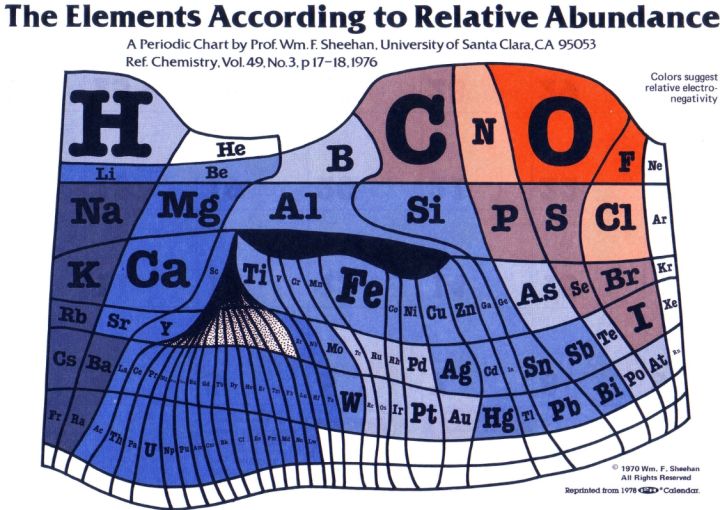 The Elements According to Relative Abundance
A Periodic Chart by Prof. Wm. F. Sheehan, University of Santa Clara, CA 95053
Ref. Chemistry, Vol. 49, No. 3, p 17–18, 1976
Colors suggest
relative electro-
negativity
H He B C N O F Ne
Li Be
Na Mg Al Si P S Cl Ar
K Ca Sc Ti V Cr Mn Fe Co Ni Cu Zn Ga Ge As Se Br Kr
Rb Sr Y Zr Nb Mo Tc Ru Rh Pd Ag Cd In Sn Sb Te I Xe
Cs Ba La Ce Pr Nd Eu Gd Tb Dy Ho Er Tm Yb Lu Hf Ta W Re Os Ir Pt Au Hg Tl Pb Bi Po At Rn
Fr Ra Ac Th Pa U Np Pu Am Cm Bk Cf Es Fm Md No Lw
© 1970 Wm. F. Sheehan
All Rights Reserved
Reprinted from 1978 Calendar.